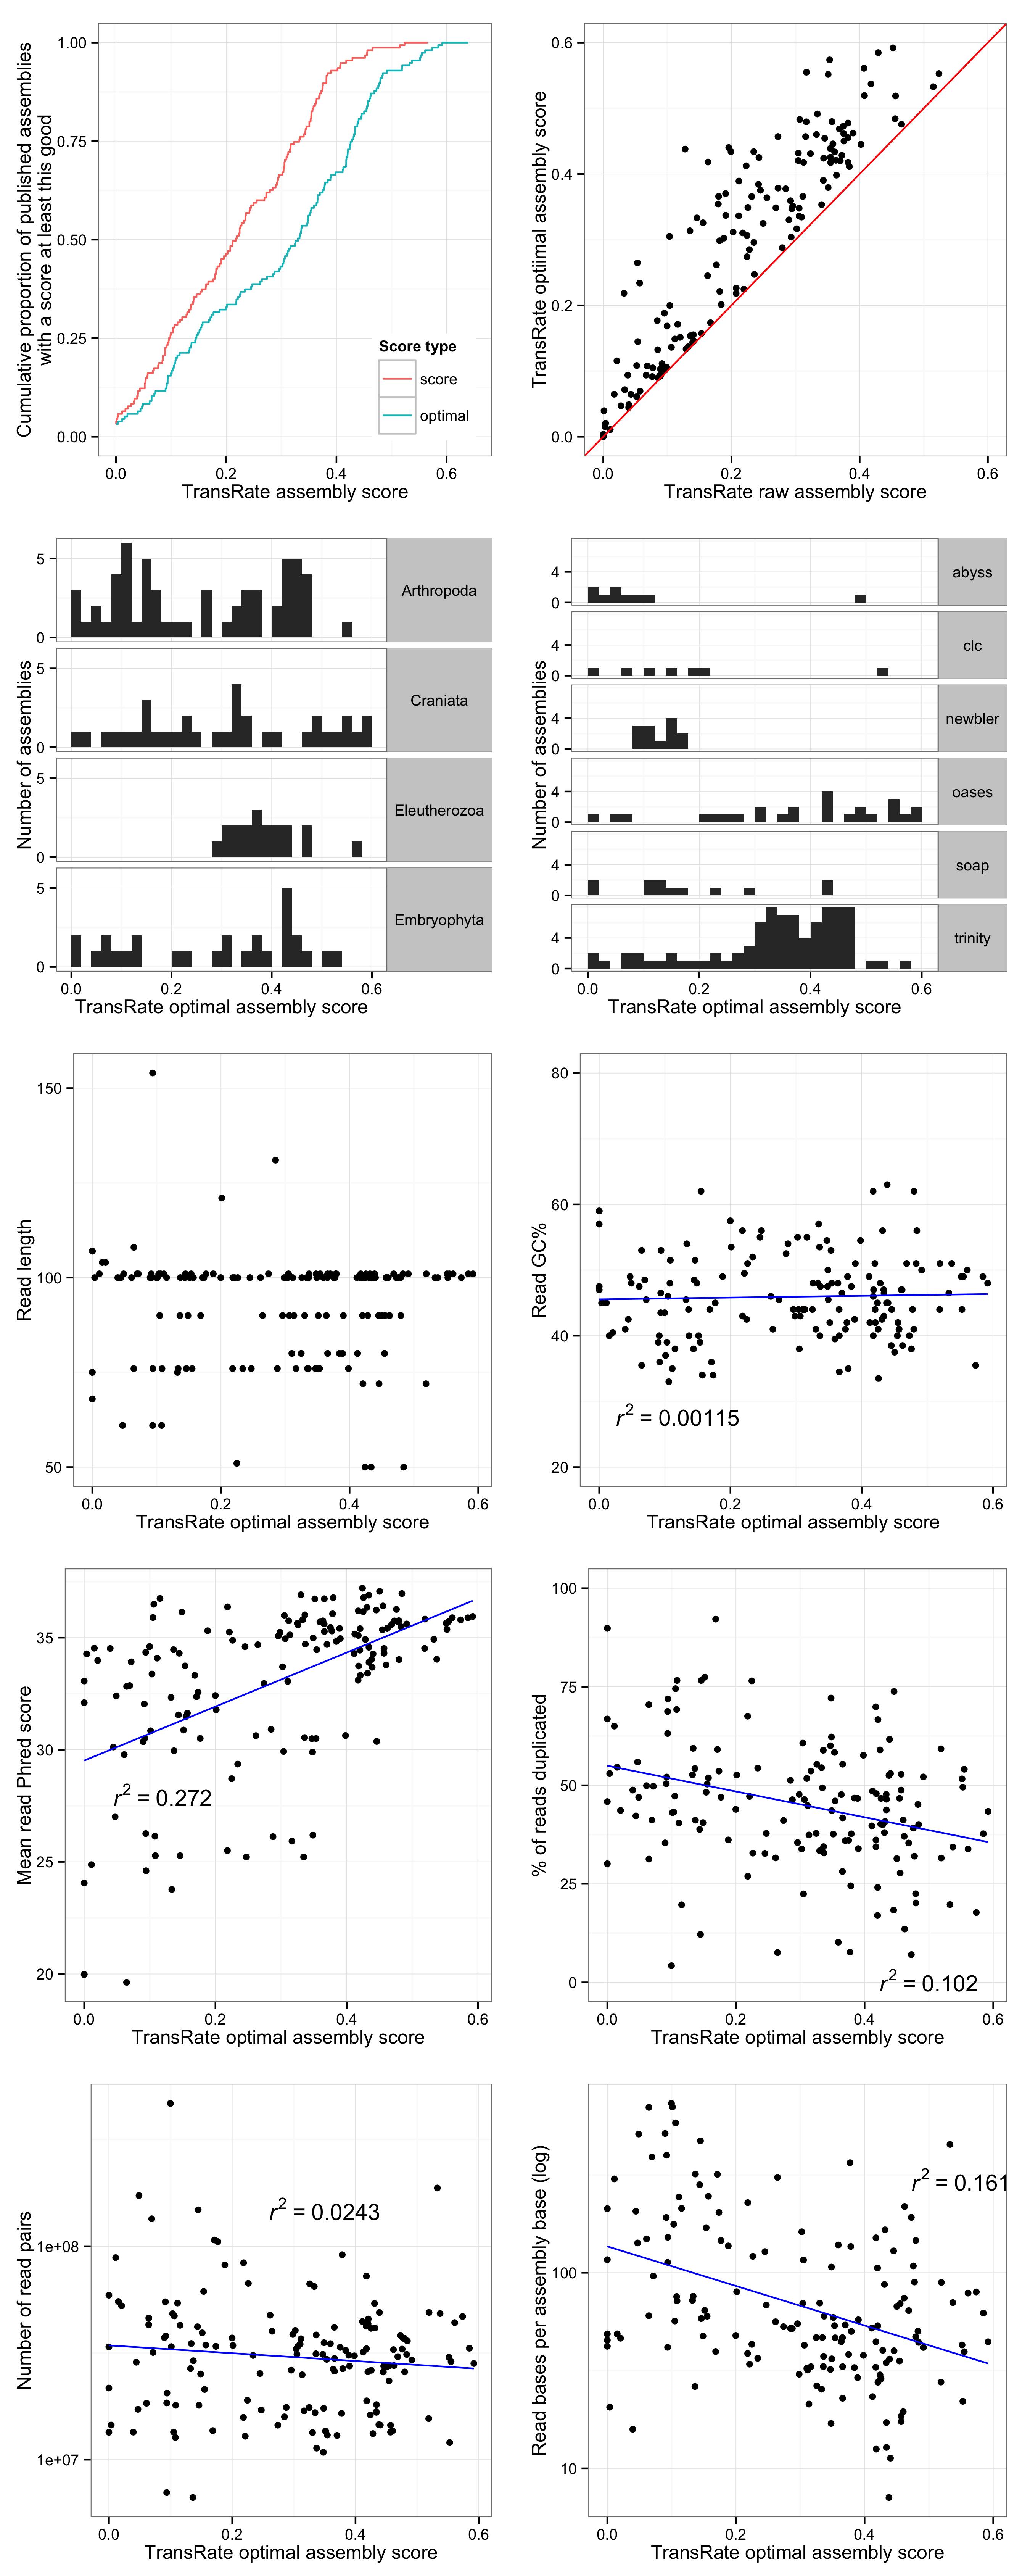 Cumulative proportion of published assemblies
with a score at least this good
1.00
0.75
0.50
0.25
0.00
Score type
score
optimal
0.0 0.2 0.4 0.6
TransRate assembly score
TransRate optiimal assembly score
0.6
0.4
0.2
0.0
0.0 0.2 0.4 0.6
TransRate raw assembly score
Number of assemblies
5
0
Arthropoda
5
0
Craniata
5
0
Eleutherozoa
5
0
Embryophyta
0.0 0.2 0.4 0.6
TransRate optimal assembly score
Number of assemblies
4
0
abyss
4
0
clc
4
0
newbler
4
0
oases
4
0
soap
4
0
trinity
0.0 0.2 0.4 0.6
TransRate optimal assembly score
Read length
150
100
50
0.0 0.2 0.4 0.6
TransRate optimal assembly score
Read GC%
80
60
40
20
r² = 0.00115
0.0 0.2 0.4 0.6
TransRate optimal assembly score
Mean read Phred score
35
30
25
20
r² = 0.272
0.0 0.2 0.4 0.6
TransRate optimal assembly score
% of reads duplicated
100
75
50
25
0
r² = 0.102
0.0 0.2 0.4 0.6
TransRate optimal assembly score
Number of read pairs
1e+08
1e+07
r² = 0.0243
0.0 0.2 0.4 0.6
TransRate optimal assembly score
Read bases per assembly base (log)
100
10
r² = 0.161
0.0 0.2 0.4 0.6
TransRate optimal assembly score